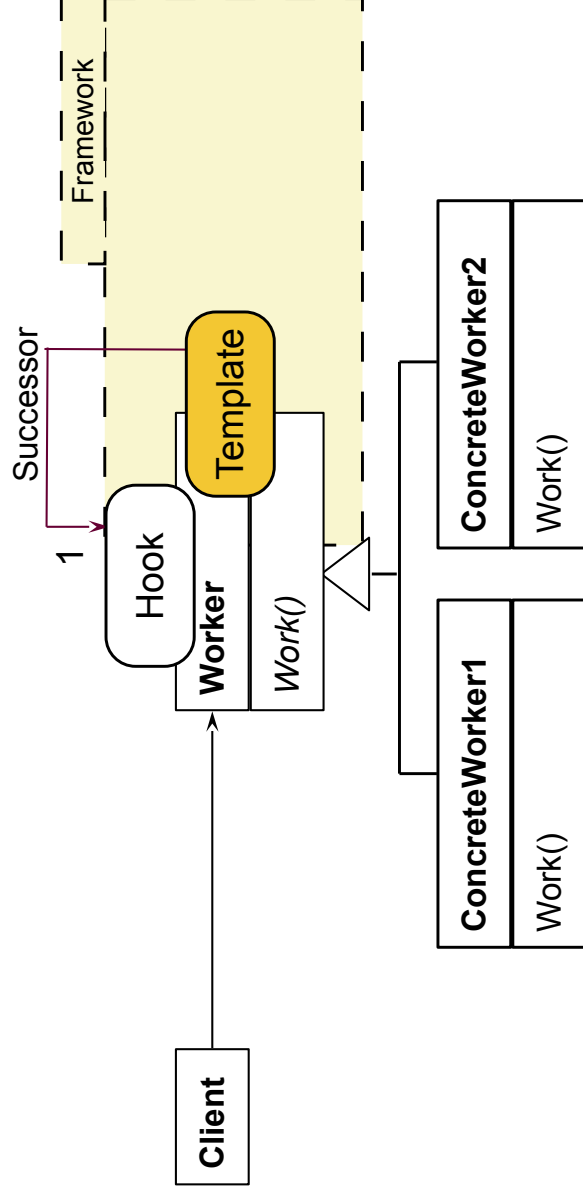 Framework
Successor
1
Hook
Template
Client
Worker
Work()
ConcreteWorker1
Work()
ConcreteWorker2
Work()